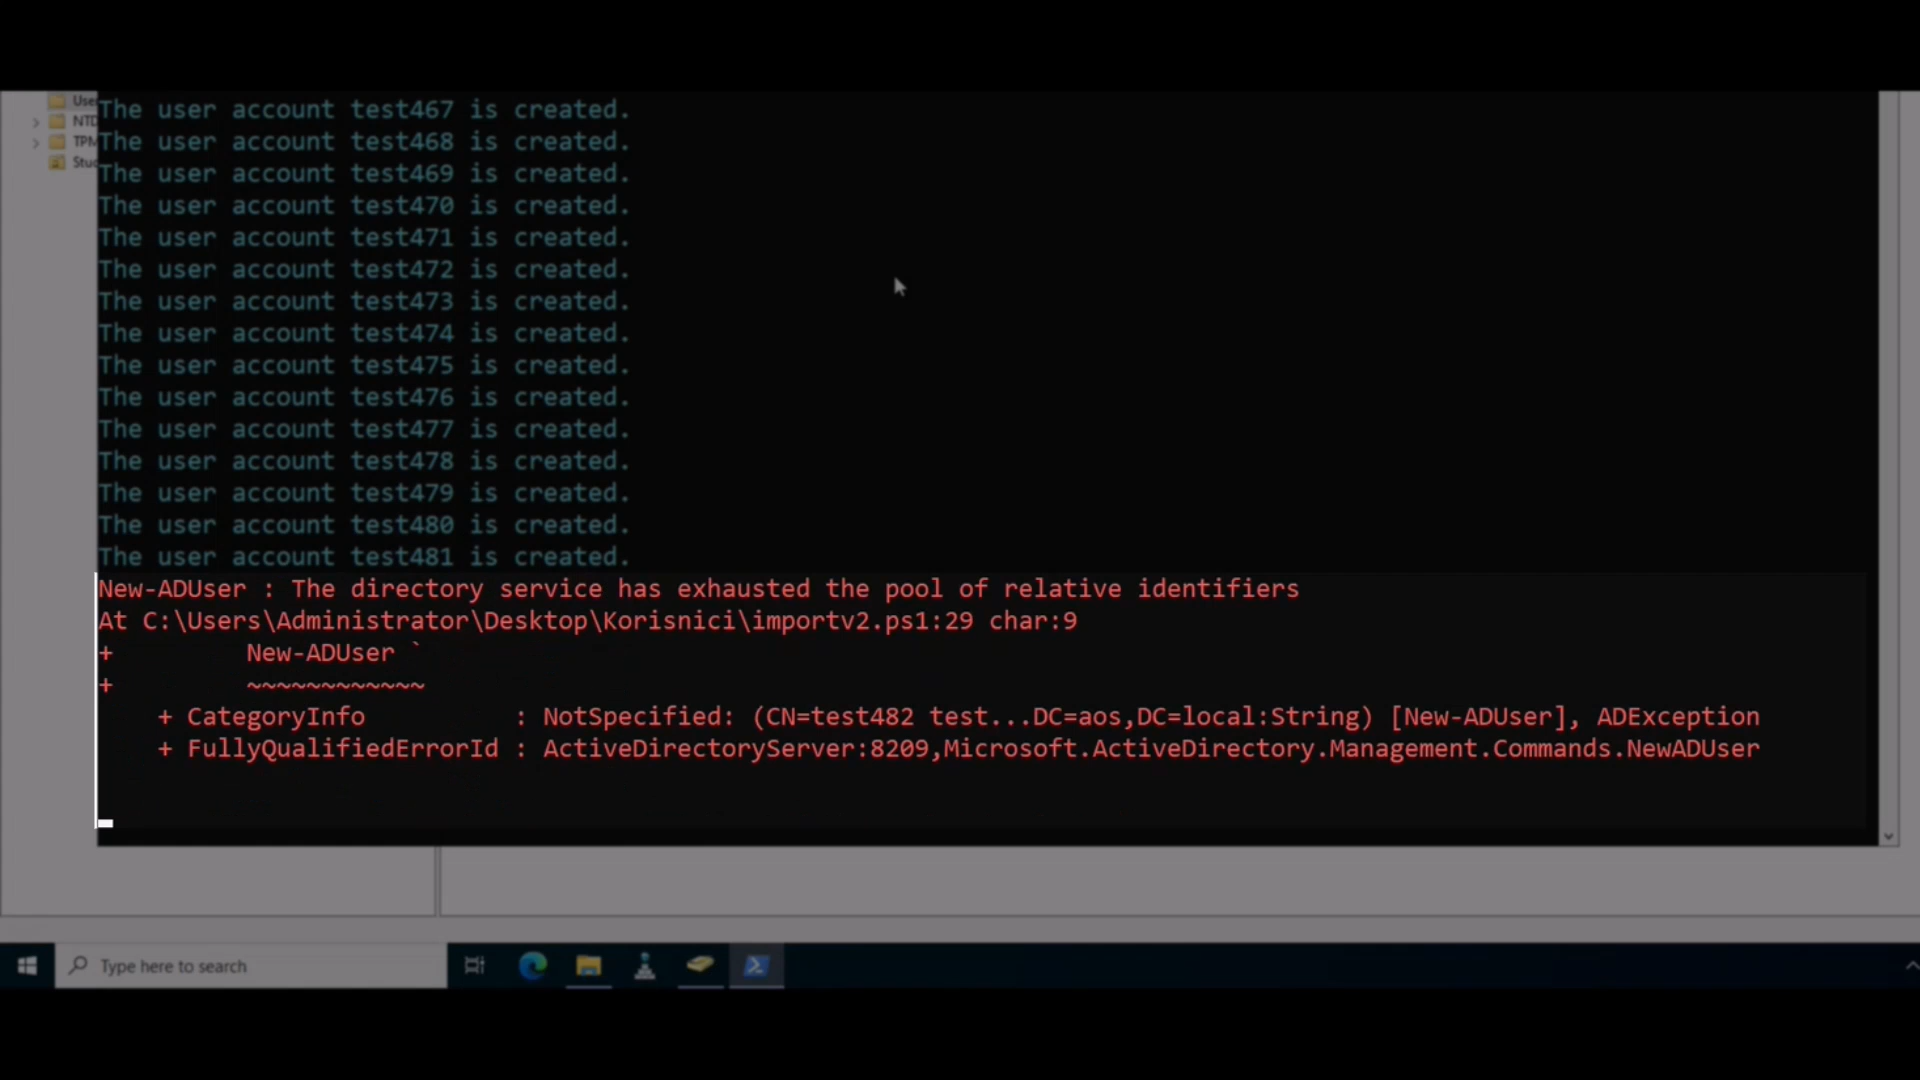 User
NTD
TPM
Stud
The user account test467 is created.
The user account test468 is created.
The user account test469 is created.
The user account test470 is created.
The user account test471 is created.
The user account test472 is created.
The user account test473 is created.
The user account test474 is created.
The user account test475 is created.
The user account test476 is created.
The user account test477 is created.
The user account test478 is created.
The user account test479 is created.
The user account test480 is created.
The user account test481 is created.
New-ADUser : The directory service has exhausted the pool of relative identifiers
At C:\Users\Administrator\Desktop\Korisnici\importv2.ps1:29 char:9
+         New-ADUser `
+         ~~~~~~~~~~~~
    + CategoryInfo          : NotSpecified: (CN=test482 test...DC=aos,DC=local:String) [New-ADUser], ADException
    + FullyQualifiedErrorId : ActiveDirectoryServer:8209,Microsoft.ActiveDirectory.Management.Commands.NewADUser
Type here to search